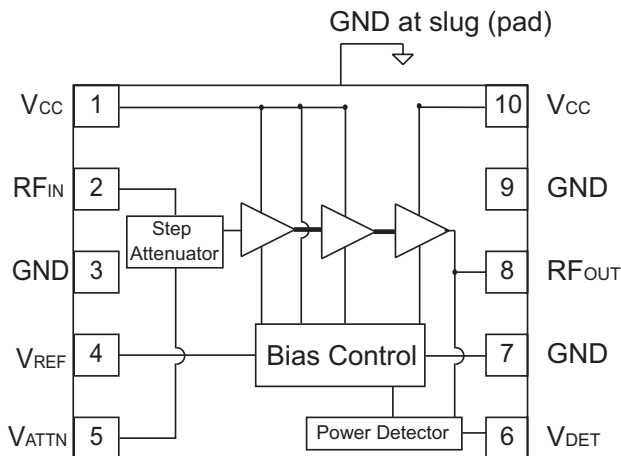 GND at slug (pad)
VCC 1 10 VCC
RFIN 2 9 GND
Step
Attenuator
GND 3 8 RFOUT
VREF 4 Bias Control 7 GND
VATTN 5 Power Detector 6 VDET